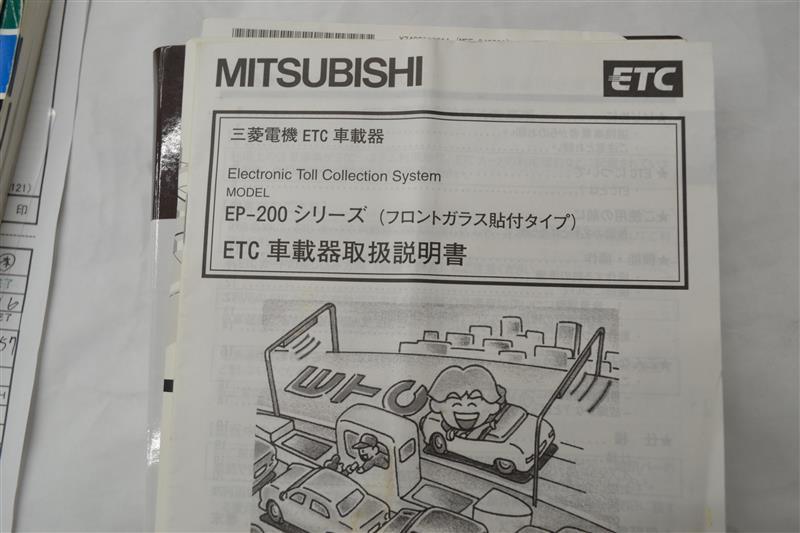 MITSUBISHI
ETC
三菱電機 ETC 車載器
Electronic Toll Collection System
MODEL
EP-200 シリーズ (フロントガラス貼付タイプ)
ETC 車載器取扱説明書
ETC
121)
印